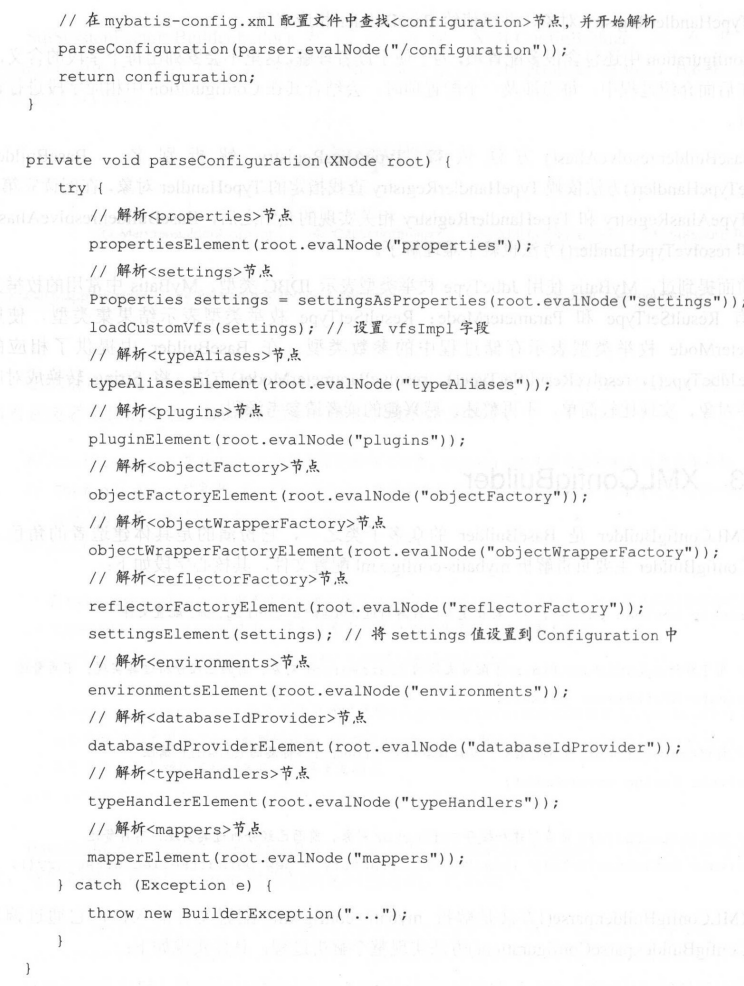 // 在 mybatis-config.xml 配置文件中查找<configuration>节点，并开始解析
parseConfiguration(parser.evalNode("/configuration"));
return configuration;
}
private void parseConfiguration(XNode root) {
try {
// 解析<properties>节点
propertiesElement(root.evalNode("properties"));
// 解析<settings>节点
Properties settings = settingsAsProperties(root.evalNode("settings"));
loadCustomVfs(settings); // 设置 vfsImpl 字段
// 解析<typeAliases>节点
typeAliasesElement(root.evalNode("typeAliases"));
// 解析<plugins>节点
pluginElement(root.evalNode("plugins"));
// 解析<objectFactory>节点
objectFactoryElement(root.evalNode("objectFactory"));
// 解析<objectWrapperFactory>节点
objectWrapperFactoryElement(root.evalNode("objectWrapperFactory"));
// 解析<reflectorFactory>节点
reflectorFactoryElement(root.evalNode("reflectorFactory"));
settingsElement(settings); // 将 settings 值设置到 Configuration 中
// 解析<environments>节点
environmentsElement(root.evalNode("environments"));
// 解析<databaseIdProvider>节点
databaseIdProviderElement(root.evalNode("databaseIdProvider"));
// 解析<typeHandlers>节点
typeHandlerElement(root.evalNode("typeHandlers"));
// 解析<mappers>节点
mapperElement(root.evalNode("mappers"));
} catch (Exception e) {
throw new BuilderException("...");
}
}